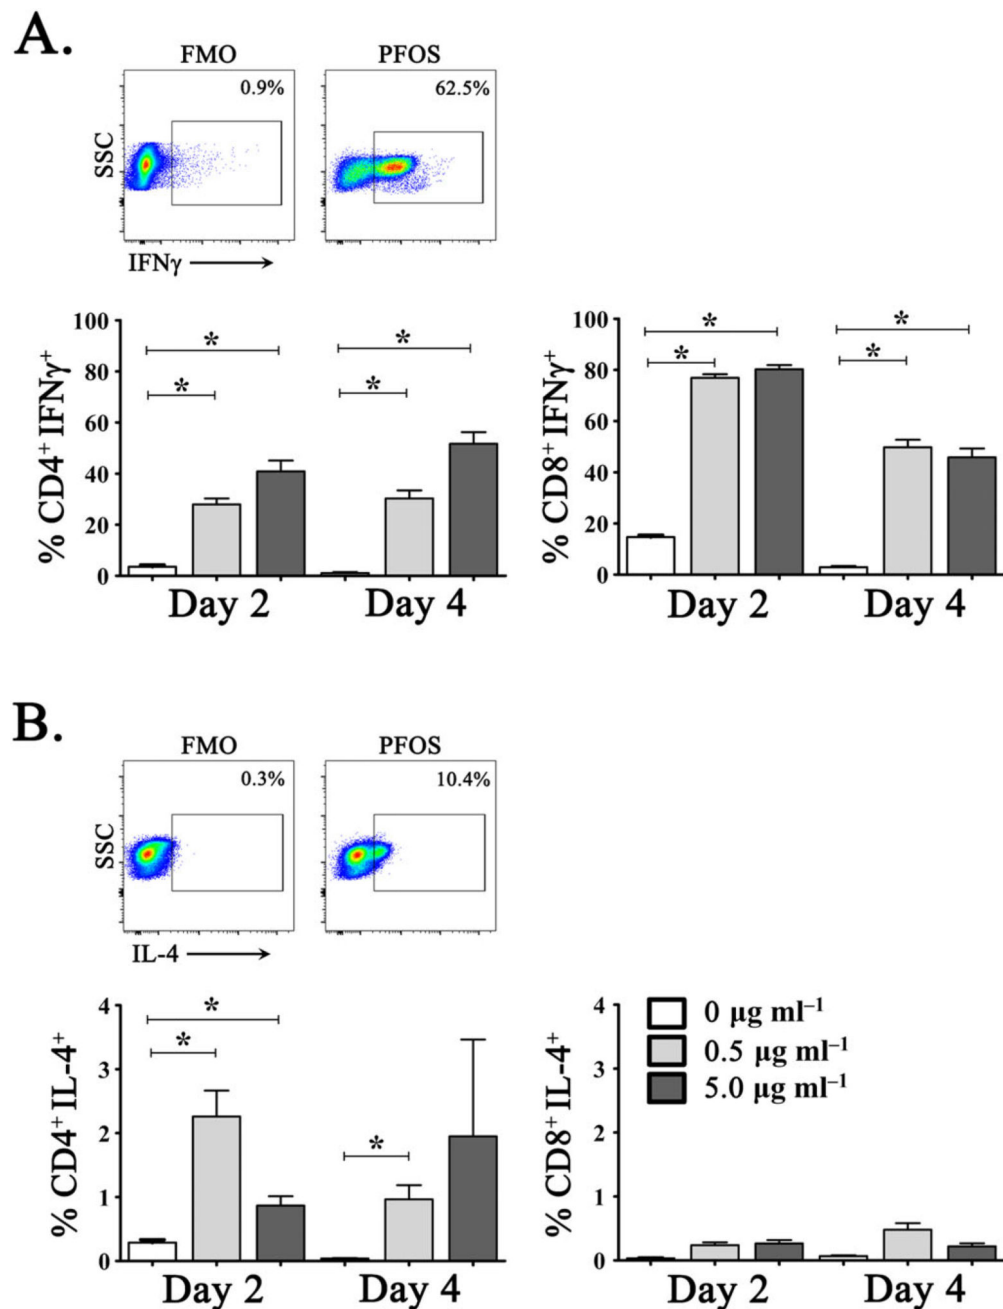 A.
FMO
PFOS
0.9%
62.5%
SSC
IFNγ
% CD4⁺ IFNγ⁺
100
80
60
40
20
0
*
*
*
*
Day 2
Day 4
% CD8⁺ IFNγ⁺
100
80
60
40
20
0
*
*
*
*
Day 2
Day 4
B.
FMO
PFOS
0.3%
10.4%
SSC
IL-4
% CD4⁺ IL-4⁺
4
3
2
1
0
*
*
*
Day 2
Day 4
% CD8⁺ IL-4⁺
4
3
2
1
0
0 μg ml⁻¹
0.5 μg ml⁻¹
5.0 μg ml⁻¹
Day 2
Day 4